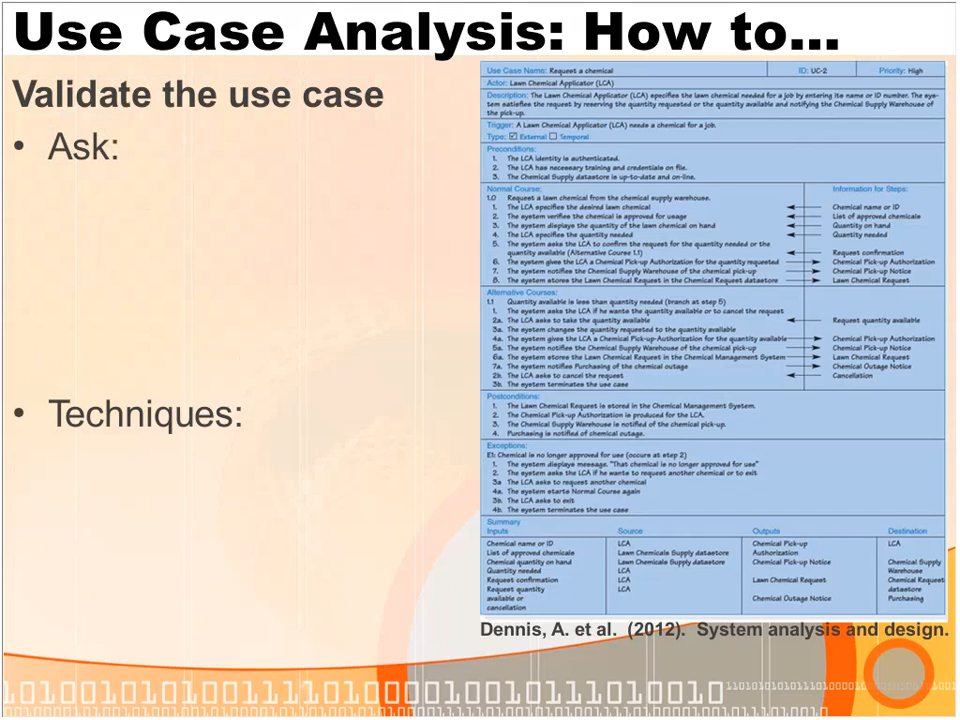 Use Case Analysis: How to…
Validate the use case
• Ask:
• Techniques:
Use Case Name: Request a chemical ID: UC-2 Priority: High
Actor: Lawn Chemical Applicator (LCA)
Description: The Lawn Chemical Applicator (LCA) specifies the lawn chemical needed for a job by entering its name or ID number. The sys-
tem satisfies the request by reserving the quantity requested or the quantity available and notifying the Chemical Supply Warehouse of
the pick-up.
Trigger: A Lawn Chemical Applicator (LCA) needs a chemical for a job.
Type: External Temporal
Preconditions:
1. The LCA identity is authenticated.
2. The LCA has necessary training and credentials on file.
3. The Chemical Supply datastore is up-to-date and on-line.
Normal Course: Information for Steps:
1.0 Request a lawn chemical from the chemical supply warehouse.
1. The LCA specifies the desired lawn chemical Chemical name or ID
2. The system verifies the chemical is approved for usage List of approved chemicals
3. The system displays the quantity of the lawn chemical on hand Quantity on hand
4. The LCA specifies the quantity needed Quantity needed
5. The system asks the LCA to confirm the request for the quantity needed or the
quantity available (Alternative Course 1.1) Request confirmation
6. The system gives the LCA a Chemical Pick-up Authorization for the quantity requested Chemical Pick-up Authorization
7. The system notifies the Chemical Supply Warehouse of the chemical pick-up Chemical Pick-up Notice
8. The system stores the Lawn Chemical Request in the Chemical Request datastore Lawn Chemical Request
Alternative Courses:
1.1 Quantity available is less than quantity needed (branch at step 5)
1. The system asks the LCA if he wants the quantity available or to cancel the request
2a. The LCA asks to take the quantity available Request quantity available
3a. The system changes the quantity requested to the quantity available
4a. The system gives the LCA a Chemical Pick-up Authorization for the quantity available Chemical Pick-up Authorization
5a. The system notifies the Chemical Supply Warehouse of the chemical pick-up Chemical Pick-up Notice
6a. The system stores the Lawn Chemical Request in the Chemical Management System Lawn Chemical Request
7a. The system notifies Purchasing of the chemical outage Chemical Outage Notice
2b. The LCA asks to cancel the request Cancellation
3b. The system terminates the use case
Postconditions:
1. The Lawn Chemical Request is stored in the Chemical Management System.
2. The Chemical Pick-up Authorization is produced for the LCA.
3. The Chemical Supply Warehouse is notified of the chemical pick-up.
4. Purchasing is notified of chemical outage.
Exceptions:
E1: Chemical is no longer approved for use (occurs at step 2)
1. The system displays message. "That chemical is no longer approved for use"
2. The system asks the LCA if he wants to request another chemical or to exit
3a The LCA asks to request another chemical
4a. The system starts Normal Course again
3b. The LCA asks to exit
4b. The system terminates the use case
Summary
Inputs Source Outputs Destination
Chemical name or ID LCA Chemical Pick-up LCA
List of approved chemicals Lawn Chemicals Supply datastore Authorization
Chemical quantity on hand Lawn Chemicals Supply datastore Chemical Pick-up Notice Chemical Supply
Quantity needed LCA Warehouse
Request confirmation LCA Lawn Chemical Request Chemical Request
Request quantity LCA datastore
available or Chemical Outage Notice Purchasing
cancellation
Dennis, A. et al. (2012). System analysis and design.